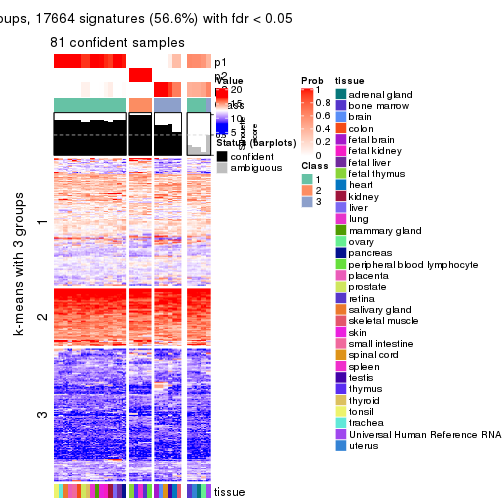 oups, 17664 signatures (56.6%) with fdr < 0.05
81 confident samples
p1
p2
Value
20
15
10
5
Silhouette
score
Status (barplots)
confident
ambiguous
Prob
1
0.8
0.6
0.4
0.2
0
Class
1
2
3
k-means with 3 groups
1
2
3
tissue
tissue
adrenal gland
bone marrow
brain
colon
fetal brain
fetal kidney
fetal liver
fetal thymus
heart
kidney
liver
lung
mammary gland
ovary
pancreas
peripheral blood lymphocyte
placenta
prostate
retina
salivary gland
skeletal muscle
skin
small intestine
spinal cord
spleen
testis
thymus
thyroid
tonsil
trachea
Universal Human Reference RNA
uterus